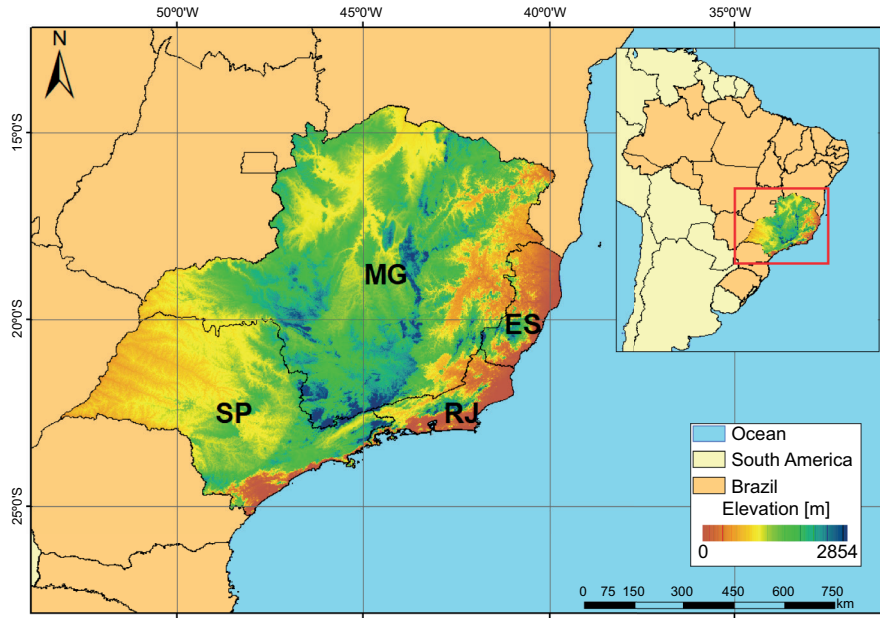 50°0'W 45°0'W 40°0'W 35°0'W
N
15°0'S
MG
20°0'S
ES
SP
RJ
25°0'S
Ocean
South America
Brazil
Elevation [m]
0 2854
0 75 150 300 450 600 750
km